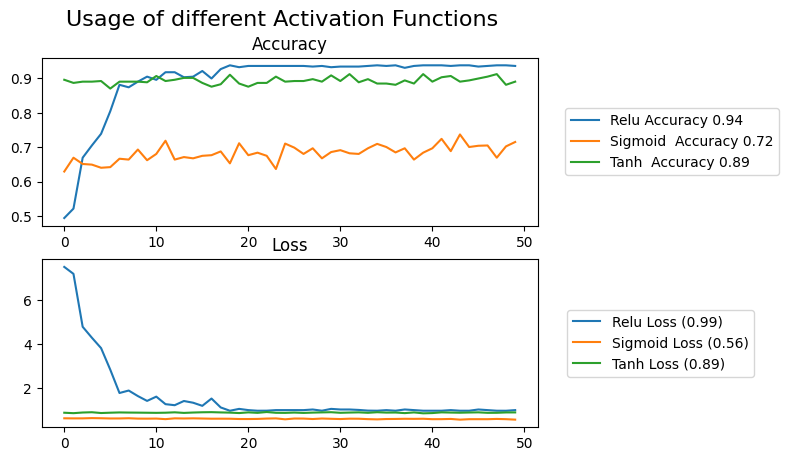 Usage of different Activation Functions
Accuracy
0.9
0.8
0.7
0.6
0.5
0 10 20 30 40 50
Relu Accuracy 0.94
Sigmoid  Accuracy 0.72
Tanh  Accuracy 0.89
Loss
6
4
2
0 10 20 30 40 50
Relu Loss (0.99)
Sigmoid Loss (0.56)
Tanh Loss (0.89)